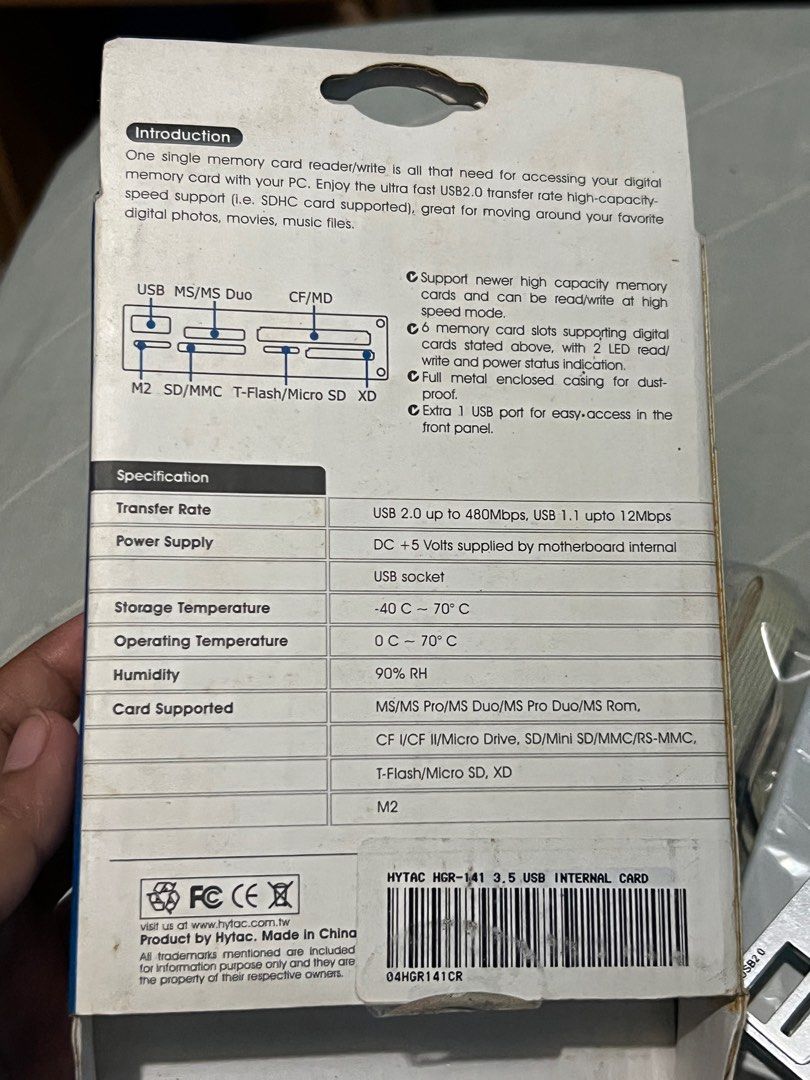 Introduction
One single memory card reader/write is all that need for accessing your digital
memory card with your PC. Enjoy the ultra fast USB2.0 transfer rate high-capacity-
speed support (i.e. SDHC card supported), great for moving around your favorite
digital photos, movies, music files.
USB MS/MS Duo CF/MD
M2 SD/MMC T-Flash/Micro SD XD
Support newer high capacity memory
cards and can be read/write at high
speed mode.
6 memory card slots supporting digital
cards stated above, with 2 LED read/
write and power status indication.
Full metal enclosed casing for dust-
proof.
Extra 1 USB port for easy access in the
front panel.
Specification
Transfer Rate USB 2.0 up to 480Mbps, USB 1.1 upto 12Mbps
Power Supply DC +5 Volts supplied by motherboard internal
USB socket
Storage Temperature -40 C ~ 70° C
Operating Temperature 0 C ~ 70° C
Humidity 90% RH
Card Supported MS/MS Pro/MS Duo/MS Pro Duo/MS Rom,
CF I/CF II/Micro Drive, SD/Mini SD/MMC/RS-MMC,
T-Flash/Micro SD, XD
M2
FC CE
visit us at www.hytac.com.tw
Product by Hytac. Made in China
All trademarks mentioned are included
for information purpose only and they are
the property of their respective owners.
HYTAC HGR-141 3.5 USB INTERNAL CARD
04HGR141CR
USB2.0